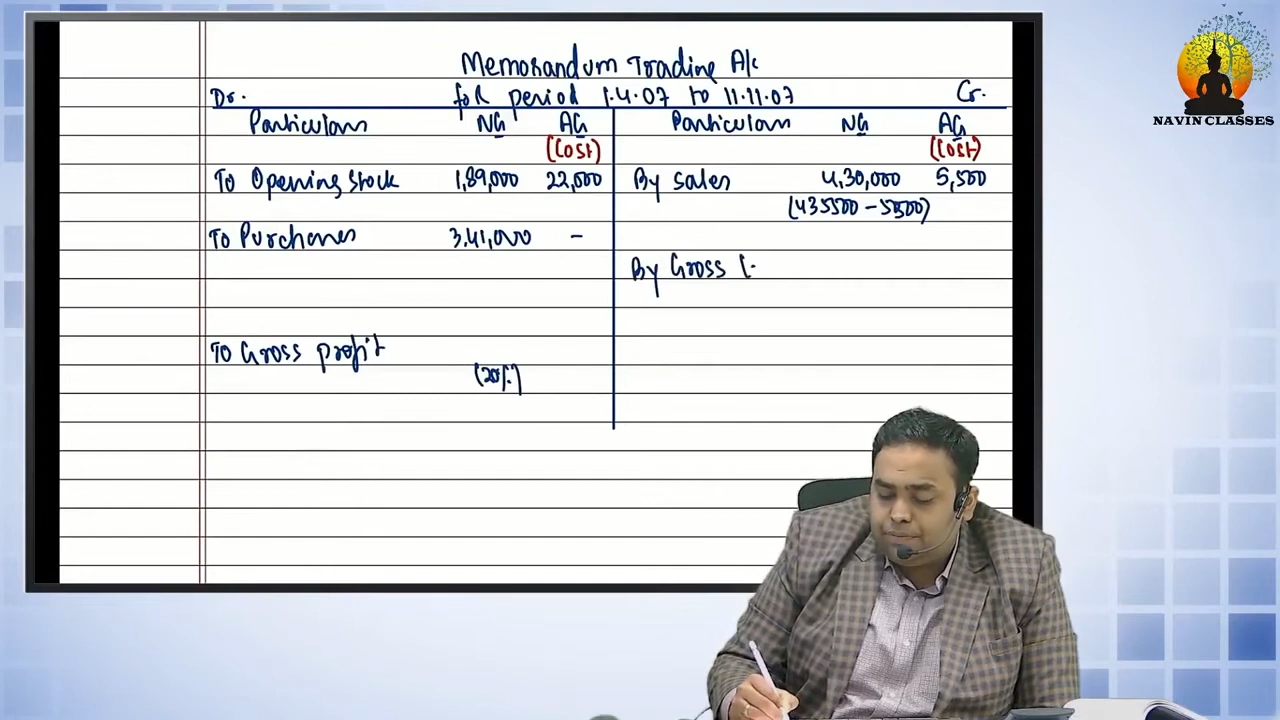 NAVIN CLASSES
Memorandum Trading A/c
Dr. for period 1.4.07 to 11.11.07 Cr.
Particulars NG AG Particulars NG AG
(Cost) (Cost)
To Opening Stock 1,89,000 22,000 By Sales 4,30,000 5,500
(435500 - 5500)
To Purchases 3,41,000 -
By Gross
To Gross profit
(20%)